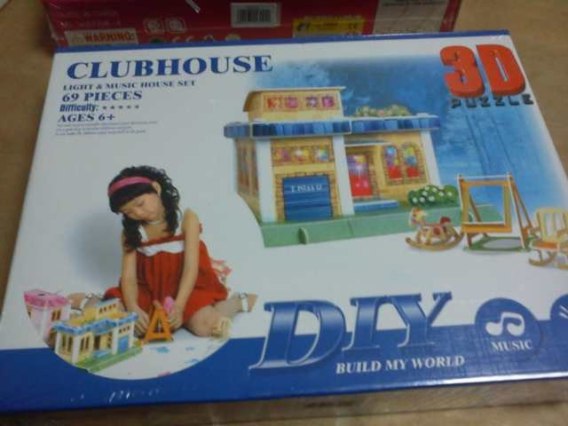 WARNING:
CLUBHOUSE
LIGHT & MUSIC HOUSE SET
69 PIECES
Difficulty: *****
AGES 6+
3D
PUZZLE
DIY
BUILD MY WORLD
MUSIC